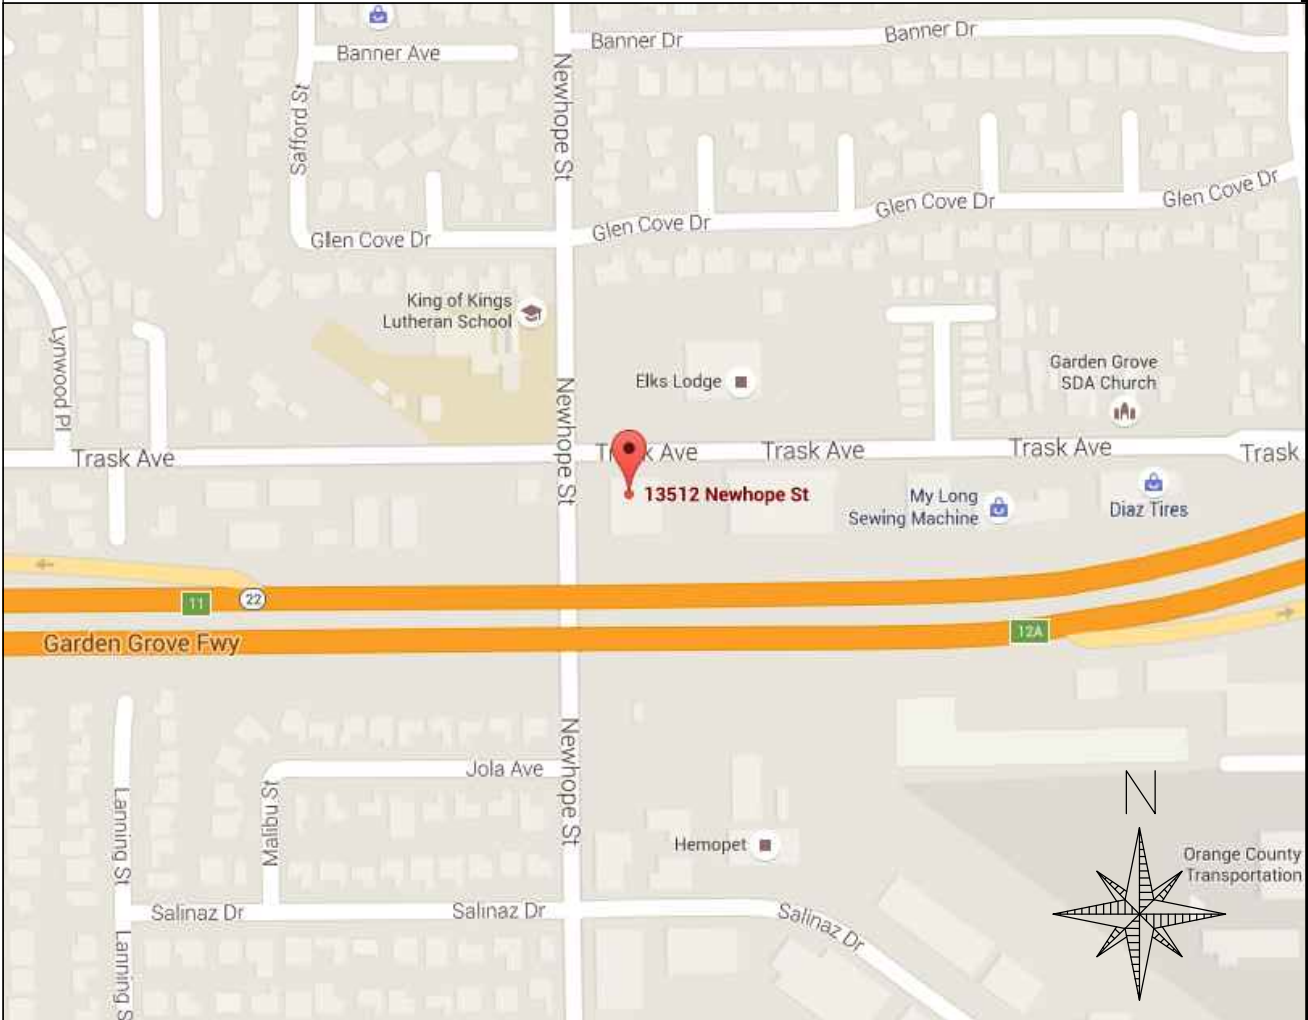 Banner Dr
Banner Dr
Banner Ave
Safford St
Newhope St
Glen Cove Dr
Glen Cove Dr
Glen Cove Dr
Glen Cove Dr
King of Kings
Lutheran School
Lynwood Pl
Newhope St
Elks Lodge
Garden Grove
SDA Church
Trask Ave
Trask Ave
Trask Ave
Trask
13512 Newhope St
My Long
Sewing Machine
Diaz Tires
11
22
12A
Garden Grove Fwy
Newhope St
Jola Ave
Malibu St
Lanning St
N
Hemopet
Orange County
Transportation
Salinaz Dr
Salinaz Dr
Salinaz Dr
Lanning S